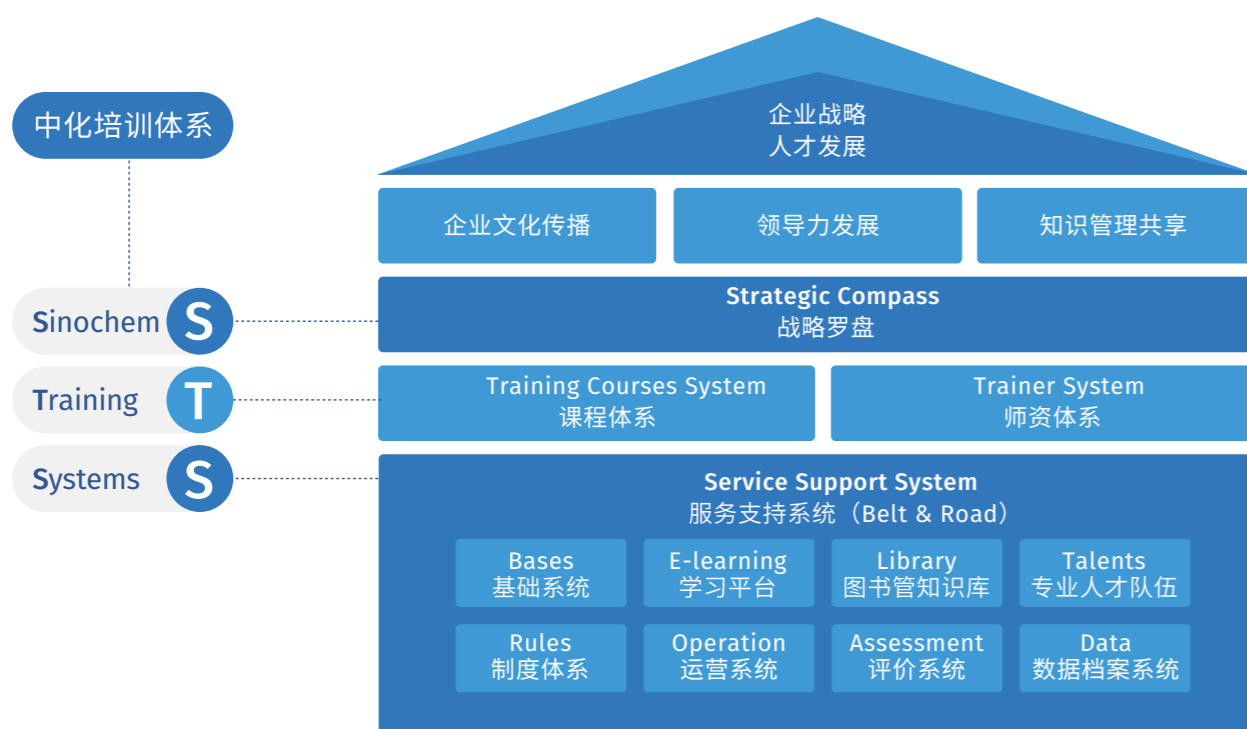 中化培训体系
企业战略
人才发展
企业文化传播
领导力发展
知识管理共享
Sinochem S
Strategic Compass
战略罗盘
Training T
Training Courses System
课程体系
Trainer System
师资体系
Systems S
Service Support System
服务支持系统（Belt & Road）
Bases
基础系统
E-learning
学习平台
Library
图书管知识库
Talents
专业人才队伍
Rules
制度体系
Operation
运营系统
Assessment
评价系统
Data
数据档案系统